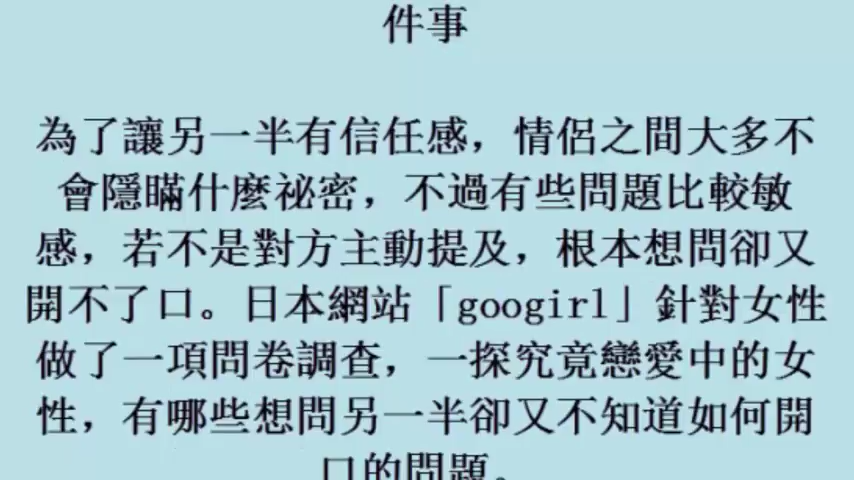 件事
為了讓另一半有信任感，情侶之間大多不
會隱瞞什麼祕密，不過有些問題比較敏
感，若不是對方主動提及，根本想問卻又
開不了口。日本網站「googirl」針對女性
做了一項問卷調查，一探究竟戀愛中的女
性，有哪些想問另一半卻又不知道如何開
口的問題。